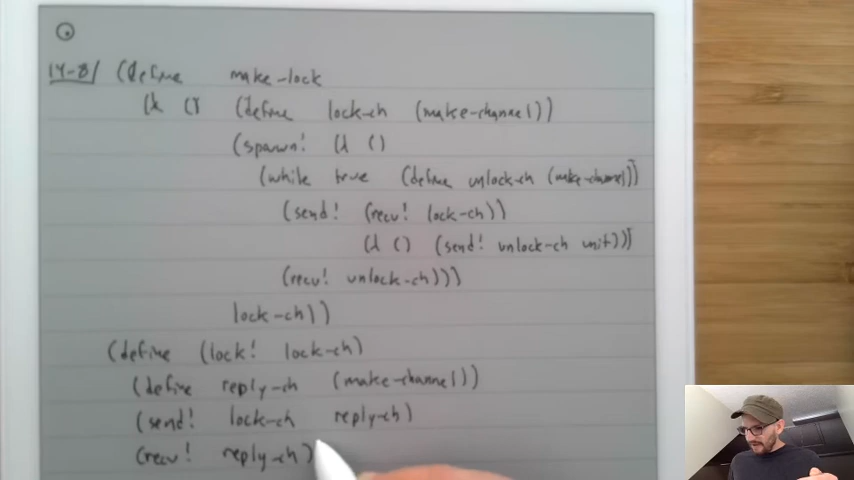 14-8/ (define make-lock
(λ () (define lock-ch (make-channel))
(spawn! (λ ()
(while true (define unlock-ch (make-channel))
(send! (recv! lock-ch))
(λ () (send! unlock-ch unit)))
(recv! unlock-ch)))
lock-ch))
(define (lock! lock-ch)
(define reply-ch (make-channel))
(send! lock-ch reply-ch)
(recv! reply-ch)